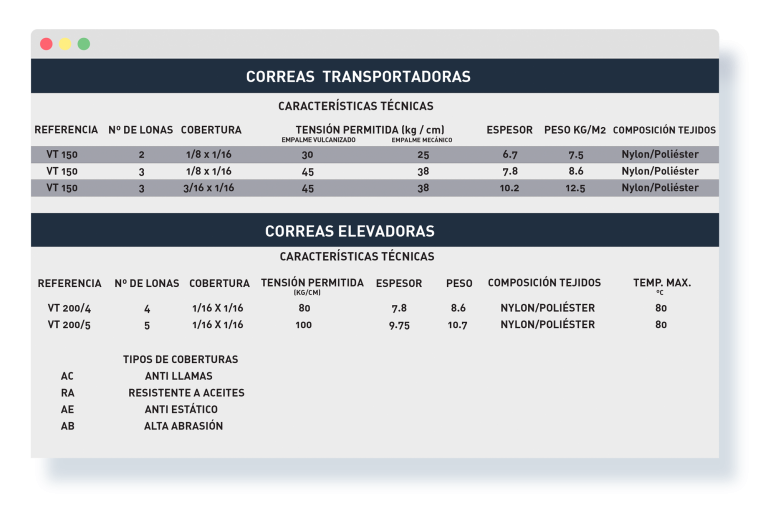 CORREAS TRANSPORTADORAS
CARACTERÍSTICAS TÉCNICAS
REFERENCIA Nº DE LONAS COBERTURA TENSIÓN PERMITIDA (kg / cm) ESPESOR PESO KG/M2 COMPOSICIÓN TEJIDOS
EMPALME VULCANIZADO EMPALME MECÁNICO
VT 150 2 1/8 x 1/16 30 25 6.7 7.5 Nylon/Poliéster
VT 150 3 1/8 x 1/16 45 38 7.8 8.6 Nylon/Poliéster
VT 150 3 3/16 x 1/16 45 38 10.2 12.5 Nylon/Poliéster
CORREAS ELEVADORAS
CARACTERÍSTICAS TÉCNICAS
REFERENCIA Nº DE LONAS COBERTURA TENSIÓN PERMITIDA ESPESOR PESO COMPOSICIÓN TEJIDOS TEMP. MAX.
(KG/CM) ºC
VT 200/4 4 1/16 X 1/16 80 7.8 8.6 NYLON/POLIÉSTER 80
VT 200/5 5 1/16 X 1/16 100 9.75 10.7 NYLON/POLIÉSTER 80
TIPOS DE COBERTURAS
AC ANTI LLAMAS
RA RESISTENTE A ACEITES
AE ANTI ESTÁTICO
AB ALTA ABRASIÓN